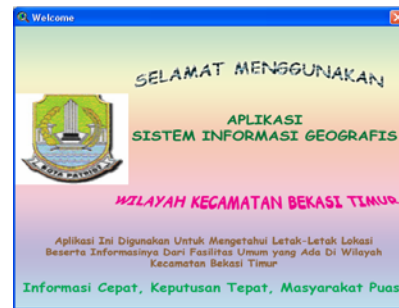 Welcome
SELAMAT MENGGUNAKAN
APLIKASI
SISTEM INFORMASI GEOGRAFIS
KOTA PATRIOT
WILAYAH KECAMATAN BEKASI TIMUR
Aplikasi Ini Digunakan Untuk Mengetahui Letak-Letak Lokasi
Beserta Informasinya Dari Fasilitas Umum yang Ada Di Wilayah
Kecamatan Bekasi Timur
Informasi Cepat, Keputusan Tepat, Masyarakat Puas